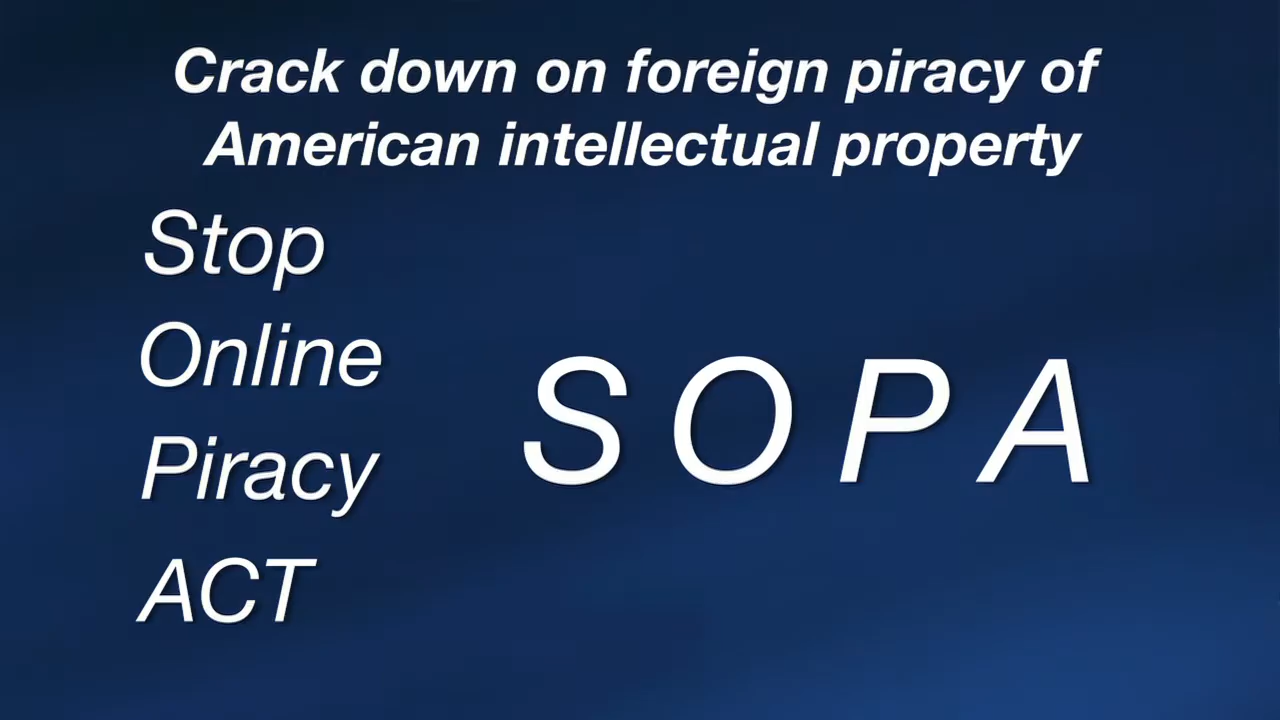 Crack down on foreign piracy of
American intellectual property
Stop
Online
Piracy
ACT
S O P A